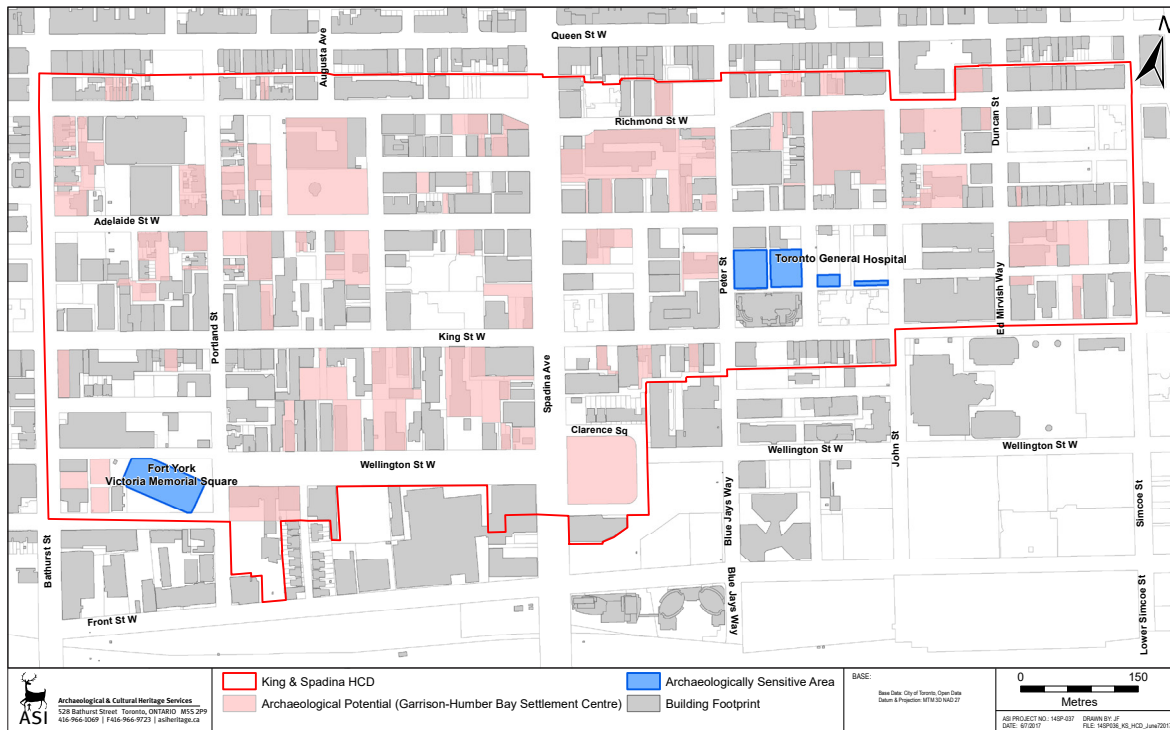 Queen St W
N
Augusta Ave
Richmond St W
Duncan St
Adelaide St W
Toronto General Hospital
Peter St
Ed Mirvish Way
Portland St
King St W
Spadina Ave
Clarence Sq
Wellington St W
Wellington St W
Wellington St W
John St
Fort York
Victoria Memorial Square
Blue Jays Way
Simcoe St
Bathurst St
Blue Jays Way
Front St W
Lower Simcoe St
ASI
Archaeological & Cultural Heritage Services
528 Bathurst Street Toronto, ONTARIO M5S 2P9
416-966-1069 | F416-966-9723 | asiheritage.ca
King & Spadina HCD
Archaeological Potential (Garrison-Humber Bay Settlement Centre)
Archaeologically Sensitive Area
Building Footprint
BASE:
Base Data: City of Toronto, Open Data
Datum & Projection: MTM 3D NAD 27
0 150
Metres
ASI PROJECT NO.: 14SP-037 DRAWN BY: JF
DATE: 6/7/2017 FILE: 14SP036_KS_HCD_June72017